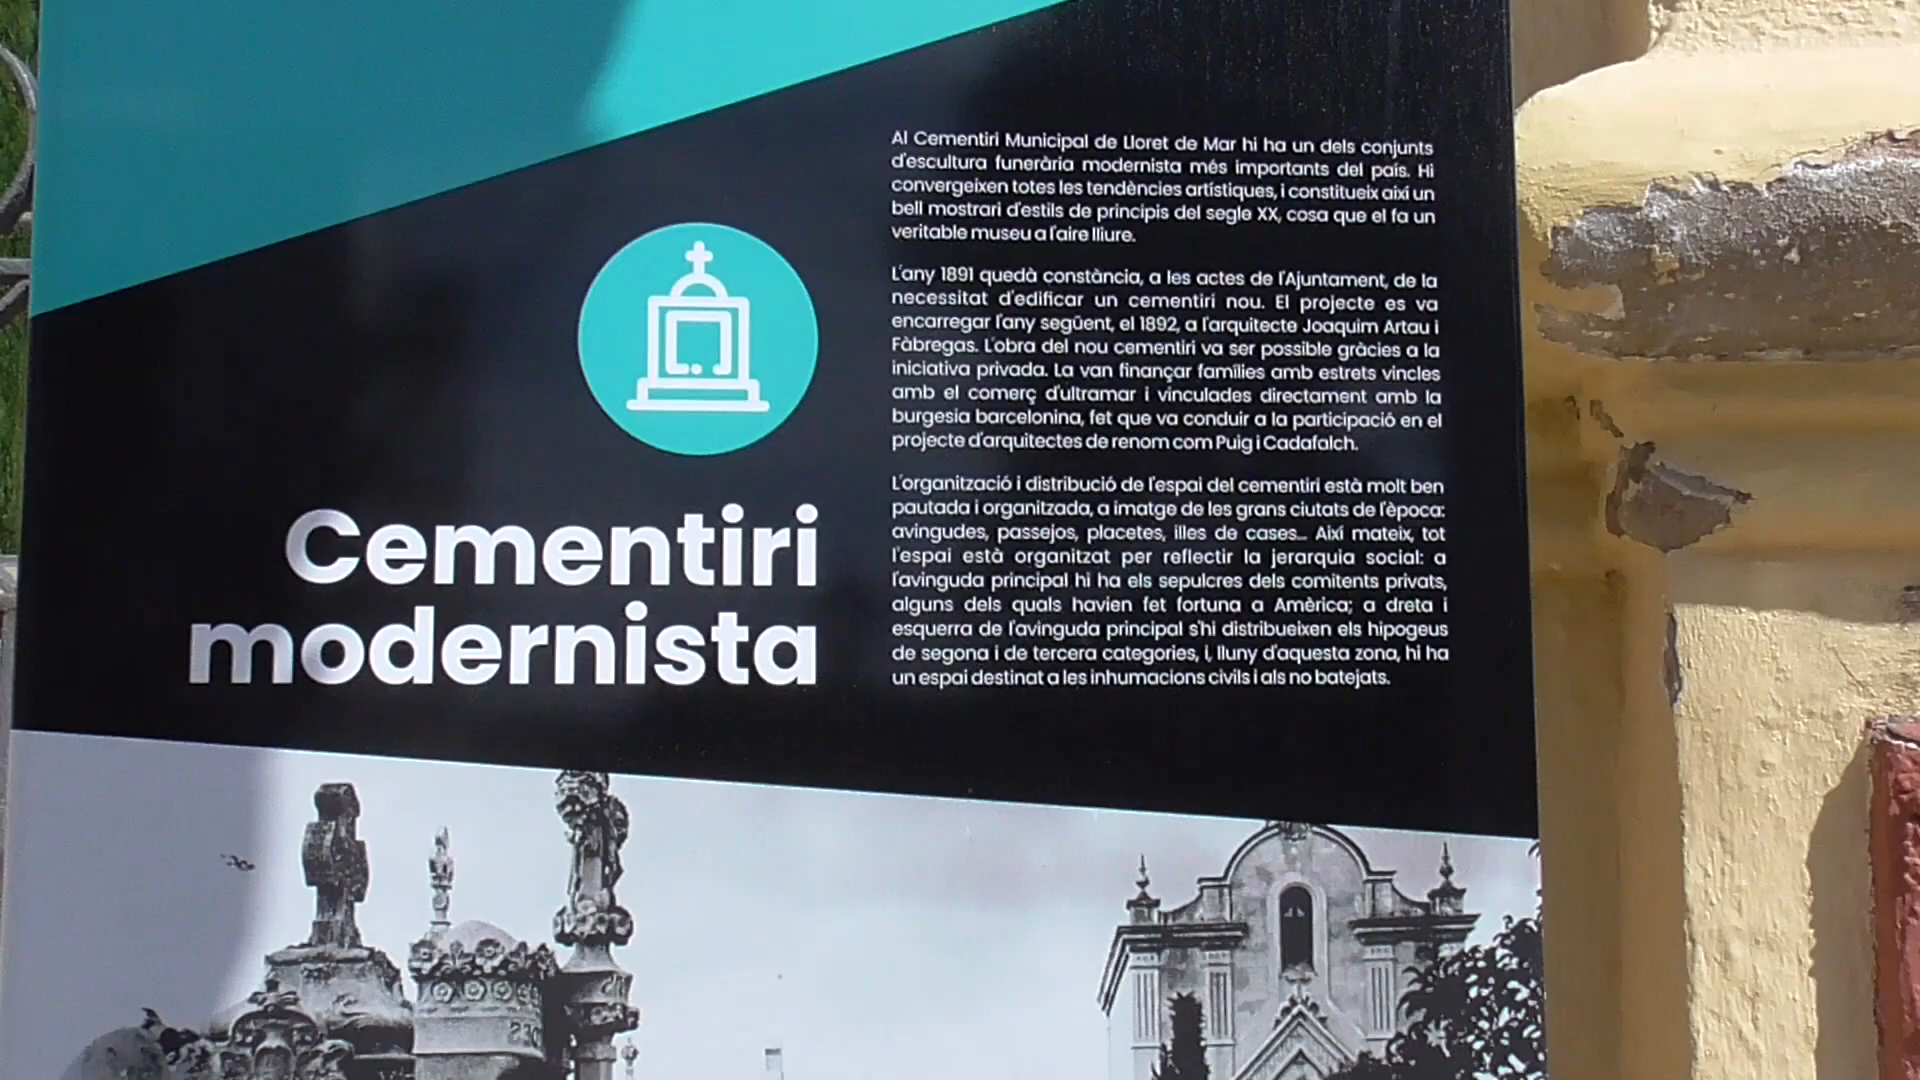 Cementiri
modernista
Al Cementiri Municipal de Lloret de Mar hi ha un dels conjunts
d'escultura funerària modernista més importants del país. Hi
convergeixen totes les tendències artístiques, i constitueix així un
bell mostrari d'estils de principis del segle XX, cosa que el fa un
veritable museu a l'aire lliure.
L'any 1891 quedà constància, a les actes de l'Ajuntament, de la
necessitat d'edificar un cementiri nou. El projecte es va
encarregar l'any següent, el 1892, a l'arquitecte Joaquim Artau i
Fàbregas. L'obra del nou cementiri va ser possible gràcies a la
iniciativa privada. La van finançar famílies amb estrets vincles
amb el comerç d'ultramar i vinculades directament amb la
burgesia barcelonina, fet que va conduir a la participació en el
projecte d'arquitectes de renom com Puig i Cadafalch.
L'organització i distribució de l'espai del cementiri està molt ben
pautada i organitzada, a imatge de les grans ciutats de l'època:
avingudes, passejos, placetes, illes de cases... Així mateix, tot
l'espai està organitzat per reflectir la jerarquia social: a
l'avinguda principal hi ha els sepulcres dels comitents privats,
alguns dels quals havien fet fortuna a Amèrica; a dreta i
esquerra de l'avinguda principal s'hi distribueixen els hipogeus
de segona i de tercera categories, i, lluny d'aquesta zona, hi ha
un espai destinat a les inhumacions civils i als no batejats.